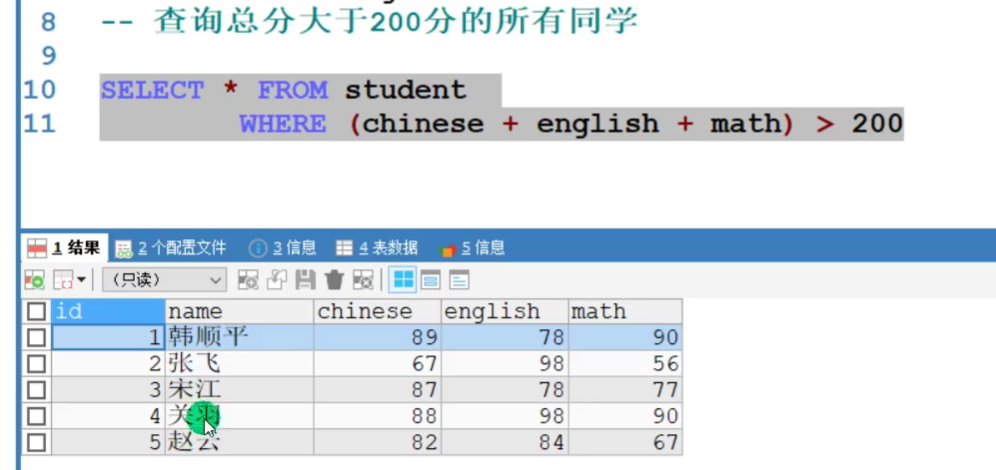 8 -- 查询总分大于200分的所有同学
9
10 SELECT * FROM student
11 WHERE (chinese + english + math) > 200
1 结果 2 个配置文件 3 信息 4 表数据 5 信息
（只读）
id name chinese english math
1 韩顺平 89 78 90
2 张飞 67 98 56
3 宋江 87 78 77
4 关羽 88 98 90
5 赵云 82 84 67